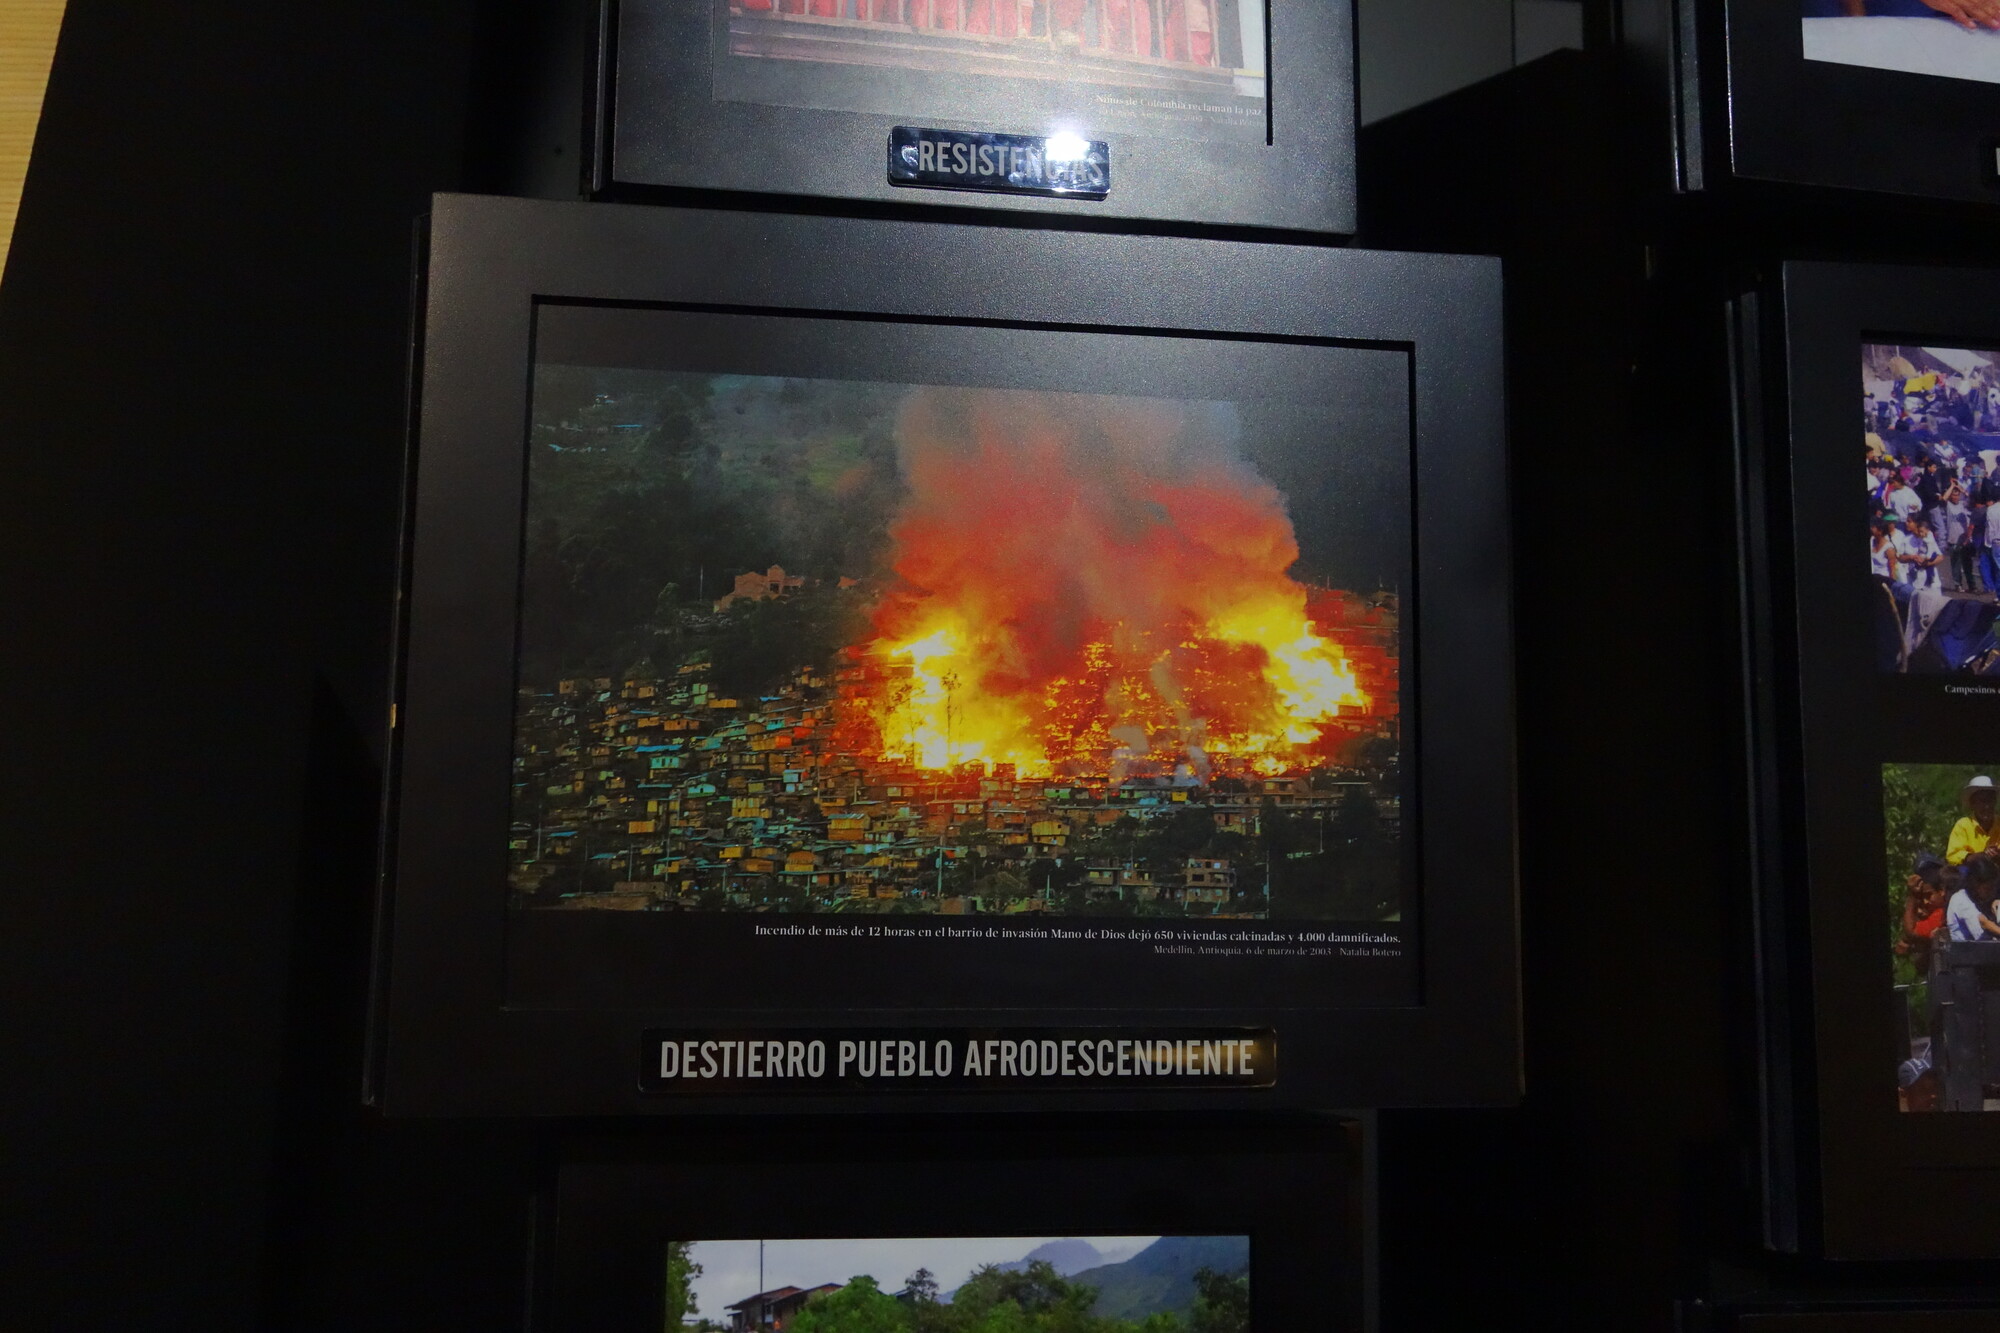 Niños de Colombia reclaman la paz
RESISTENCIAS
Incendio de más de 12 horas en el barrio de invasión Mano de Dios dejó 650 viviendas calcinadas y 4.000 damnificados.
Medellín, Antioquia, 6 de marzo de 2003 - Natalia Botero
DESTIERRO PUEBLO AFRODESCENDIENTE
Campesinos